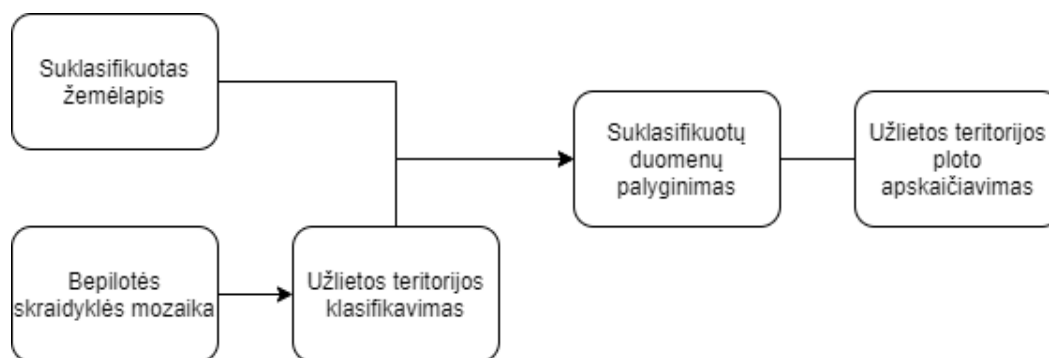 Suklasifikuotas
žemėlapis
Suklasifikuotų
duomenų
palyginimas
Užlietos teritorijos
ploto
apskaičiavimas
Bepilotės
skraidyklės mozaika
Užlietos teritorijos
klasifikavimas